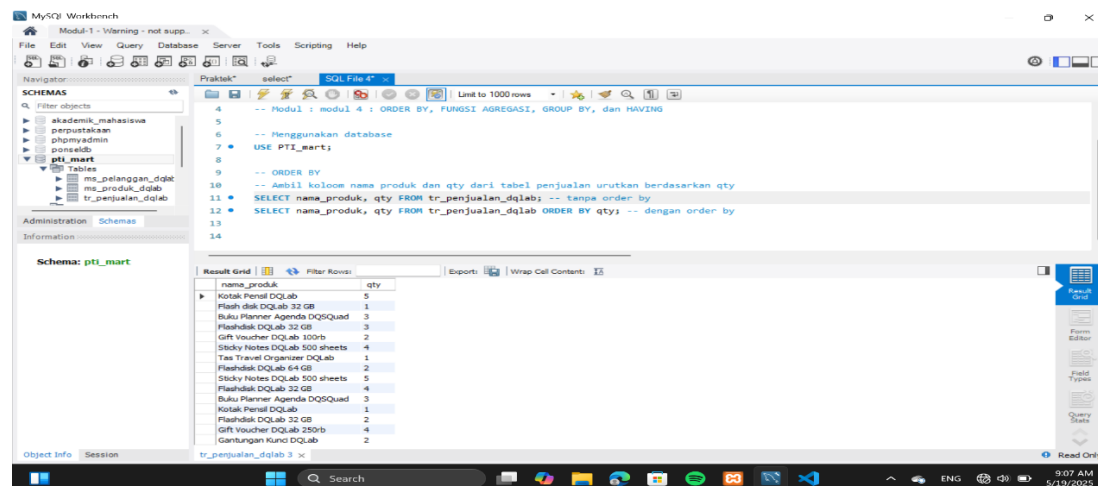 MySQL Workbench
Modul-1 - Warning - not supp..
File Edit View Query Database Server Tools Scripting Help
Navigator
Praktek* select* SQL File 4*
SCHEMAS
Limit to 1000 rows
Filter objects
4 -- Modul : modul 4 : ORDER BY, FUNGSI AGREGASI, GROUP BY, dan HAVING
akademik_mahasiswa
5
perpustakaan
6 -- Menggunakan database
phpmyadmin
7 USE PTI_mart;
ponseldb
8
pti_mart
9 -- ORDER BY
Tables
10 -- Ambil koloom nama produk dan qty dari tabel penjualan urutkan berdasarkan qty
ms_pelanggan_dqlab
ms_produk_dqlab
11 SELECT nama_produk, qty FROM tr_penjualan_dqlab; -- tanpa order by
tr_penjualan_dqlab
12 SELECT nama_produk, qty FROM tr_penjualan_dqlab ORDER BY qty; -- dengan order by
Administration Schemas
13
Information
14
Schema: pti_mart
Result Grid Filter Rows: Export: Wrap Cell Content:
nama_produk qty
Kotak Pensil DQLab 5
Flash disk DQLab 32 GB 1
Buku Planner Agenda DQSQuad 3
Flashdisk DQLab 32 GB 3
Gift Voucher DQLab 100rb 2
Sticky Notes DQLab 500 sheets 4
Tas Travel Organizer DQLab 1
Flashdisk DQLab 64 GB 2
Sticky Notes DQLab 500 sheets 5
Flashdisk DQLab 32 GB 4
Buku Planner Agenda DQSQuad 3
Kotak Pensil DQLab 1
Flashdisk DQLab 32 GB 2
Gift Voucher DQLab 250rb 4
Gantungan Kunci DQLab 2
Result Grid
Form Editor
Field Types
Query Stats
Object Info Session
tr_penjualan_dqlab 3
Read Only
Search
ENG
9:07 AM
5/19/2025